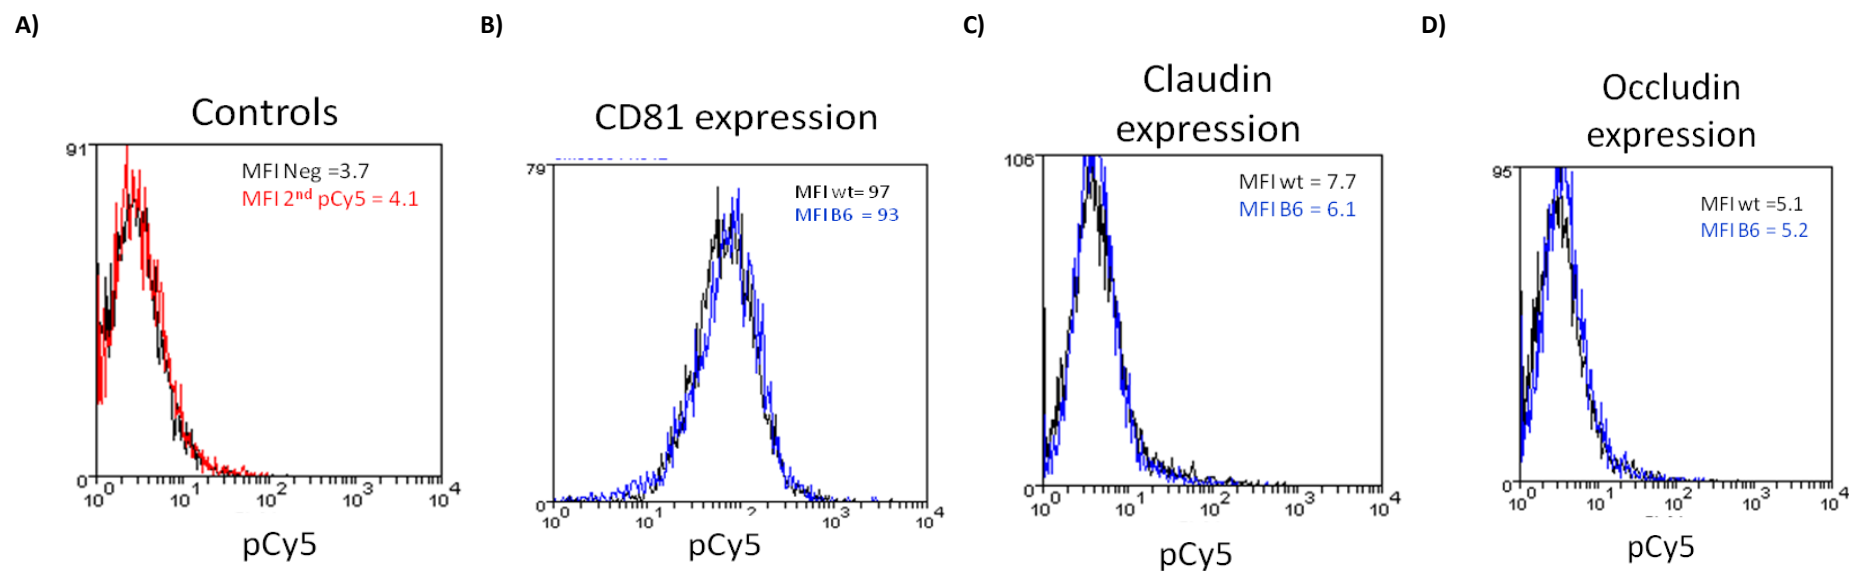 A)
B)
C)
D)
Controls
91
MFI Neg =3.7
MFI 2nd pCy5 = 4.1
0
10^0 10^1 10^2 10^3 10^4
pCy5
CD81 expression
79
MFI wt= 97
MFI B6 = 93
0
10^0 10^1 2 10^3 10^4
pCy5
Claudin
expression
106
MFI wt = 7.7
MFI B6 = 6.1
0
10^0 10^1 10^2 10^3 10^4
pCy5
Occludin
expression
95
MFI wt =5.1
MFI B6 = 5.2
0
10^0 10^1 10^2 10^3 10^4
pCy5